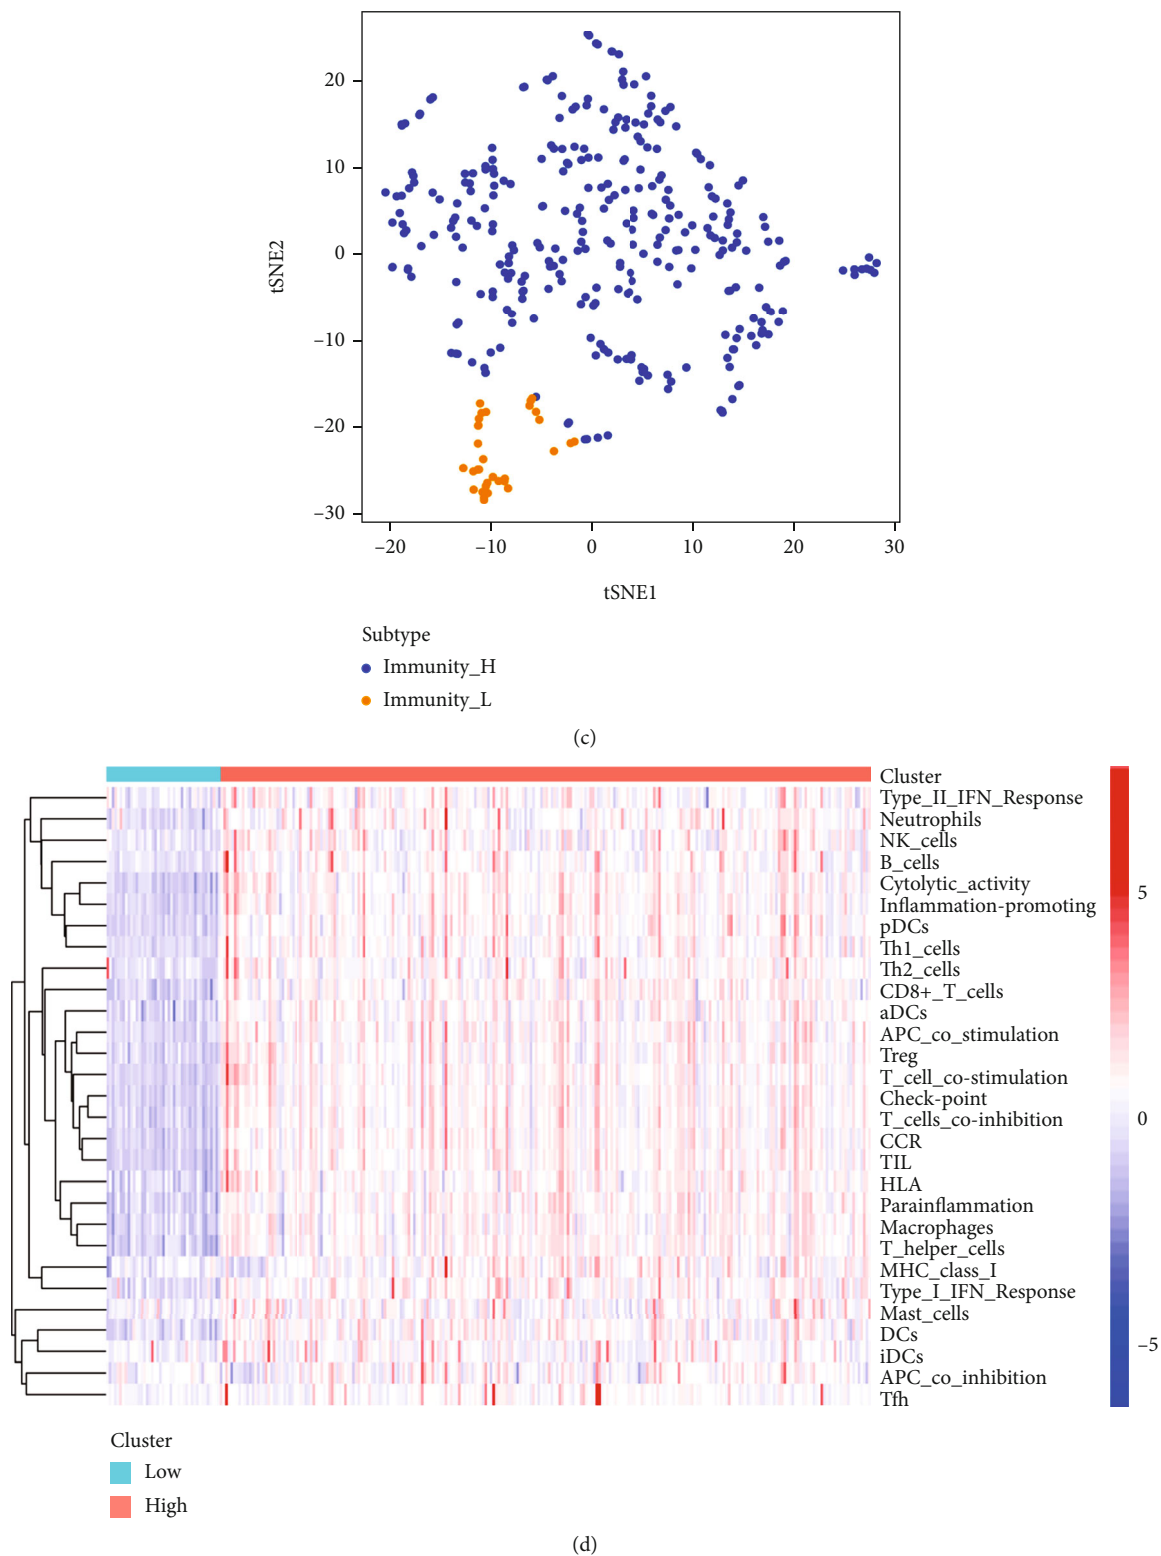 20
10
0
−10
−20
−30
tSNE2
−20 −10 0 10 20 30
tSNE1
Subtype
Immunity_H
Immunity_L
(c)
Cluster
Type_II_IFN_Response
Neutrophils
NK_cells
B_cells
Cytolytic_activity
Inflammation-promoting
pDCs
Th1_cells
Th2_cells
CD8+_T_cells
aDCs
APC_co_stimulation
Treg
T_cell_co-stimulation
Check-point
T_cells_co-inhibition
CCR
TIL
HLA
Parainflammation
Macrophages
T_helper_cells
MHC_class_I
Type_I_IFN_Response
Mast_cells
DCs
iDCs
APC_co_inhibition
Tfh
5
0
−5
Cluster
Low
High
(d)